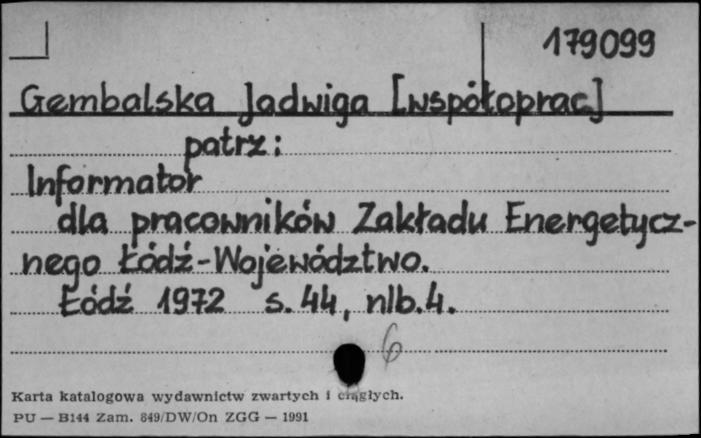 179099
Gembalska Jadwiga [współoprac]
patrz:
Informator
dla pracowników Zakładu Energetycz-
nego Łódź-Województwo.
Łódź 1972 s. 44, nlb. 4.
6
Karta katalogowa wydawnictw zwartych i ciągłych.
PU — B144 Zam. 849/DW/On ZGG — 1991